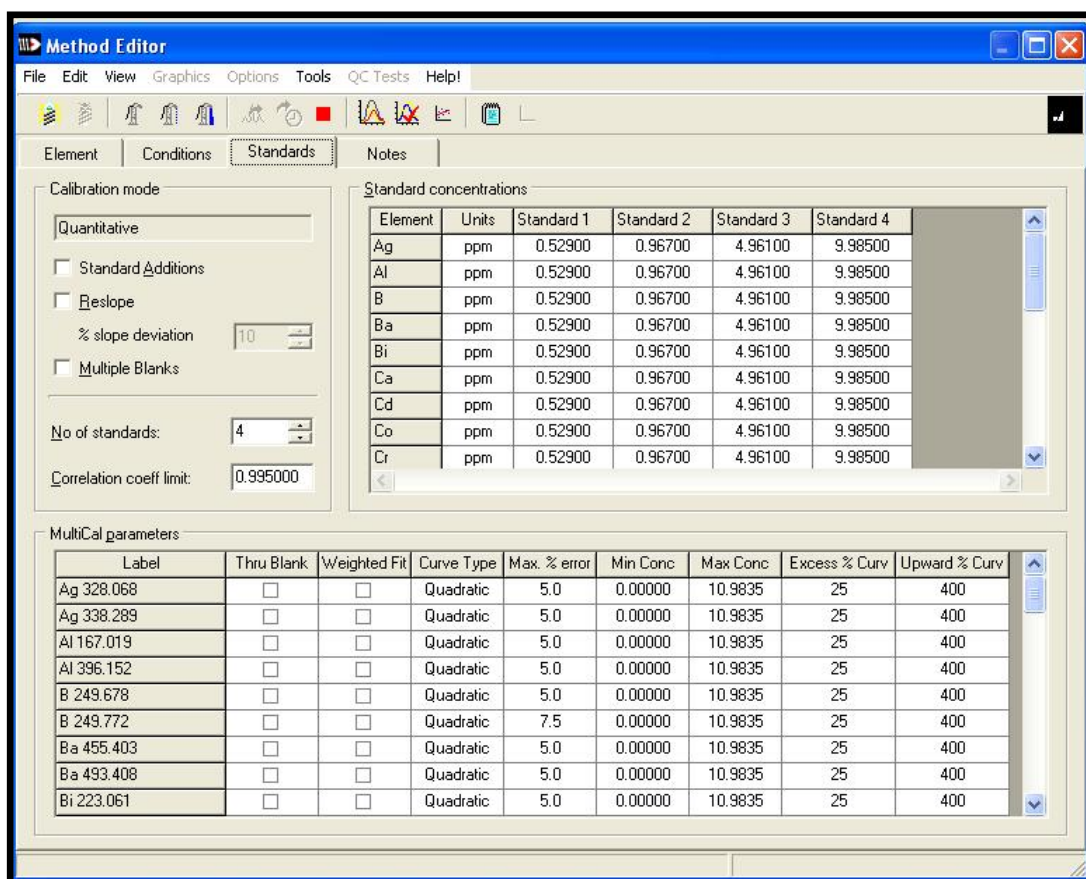 Method Editor
File Edit View Graphics Options Tools QC Tests Help!
Element Conditions Standards Notes
Calibration mode
Quantitative
Standard Additions
Reslope
% slope deviation 10
Multiple Blanks
No of standards: 4
Correlation coeff limit: 0.995000
Standard concentrations
Element Units Standard 1 Standard 2 Standard 3 Standard 4
Ag ppm 0.52900 0.96700 4.96100 9.98500
Al ppm 0.52900 0.96700 4.96100 9.98500
B ppm 0.52900 0.96700 4.96100 9.98500
Ba ppm 0.52900 0.96700 4.96100 9.98500
Bi ppm 0.52900 0.96700 4.96100 9.98500
Ca ppm 0.52900 0.96700 4.96100 9.98500
Cd ppm 0.52900 0.96700 4.96100 9.98500
Co ppm 0.52900 0.96700 4.96100 9.98500
Cr ppm 0.52900 0.96700 4.96100 9.98500
MultiCal parameters
Label Thru Blank Weighted Fit Curve Type Max. % error Min Conc Max Conc Excess % Curv Upward % Curv
Ag 328.068 Quadratic 5.0 0.00000 10.9835 25 400
Ag 338.289 Quadratic 5.0 0.00000 10.9835 25 400
Al 167.019 Quadratic 5.0 0.00000 10.9835 25 400
Al 396.152 Quadratic 5.0 0.00000 10.9835 25 400
B 249.678 Quadratic 5.0 0.00000 10.9835 25 400
B 249.772 Quadratic 7.5 0.00000 10.9835 25 400
Ba 455.403 Quadratic 5.0 0.00000 10.9835 25 400
Ba 493.408 Quadratic 5.0 0.00000 10.9835 25 400
Bi 223.061 Quadratic 5.0 0.00000 10.9835 25 400